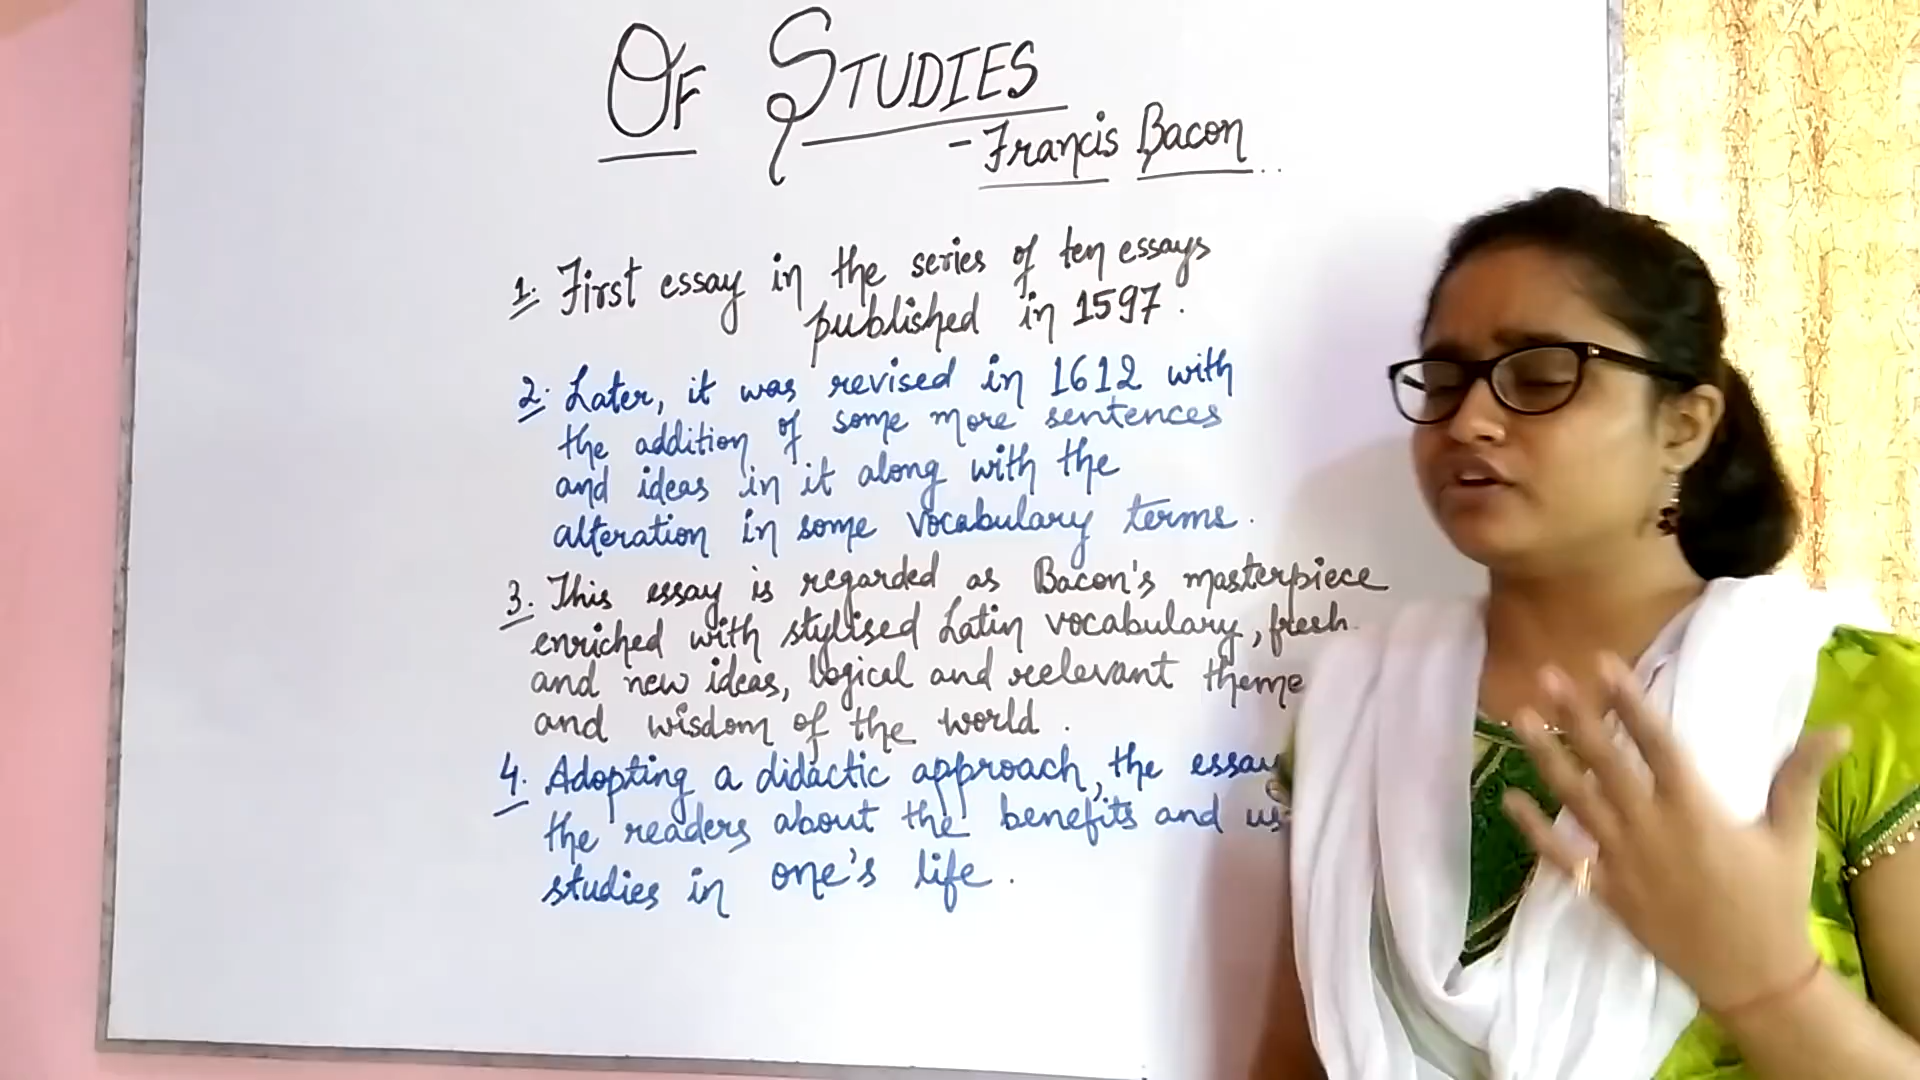 OF STUDIES
- Francis Bacon ..
1. First essay in the series of ten essays
published in 1597.
2. Later, it was revised in 1612 with
the addition of some more sentences
and ideas in it along with the
alteration in some vocabulary terms.
3. This essay is regarded as Bacon's masterpiece
enriched with stylised Latin vocabulary, fresh
and new ideas, logical and relevant theme
and wisdom of the world.
4. Adopting a didactic approach, the essay
the readers about the benefits and
studies in one's life.